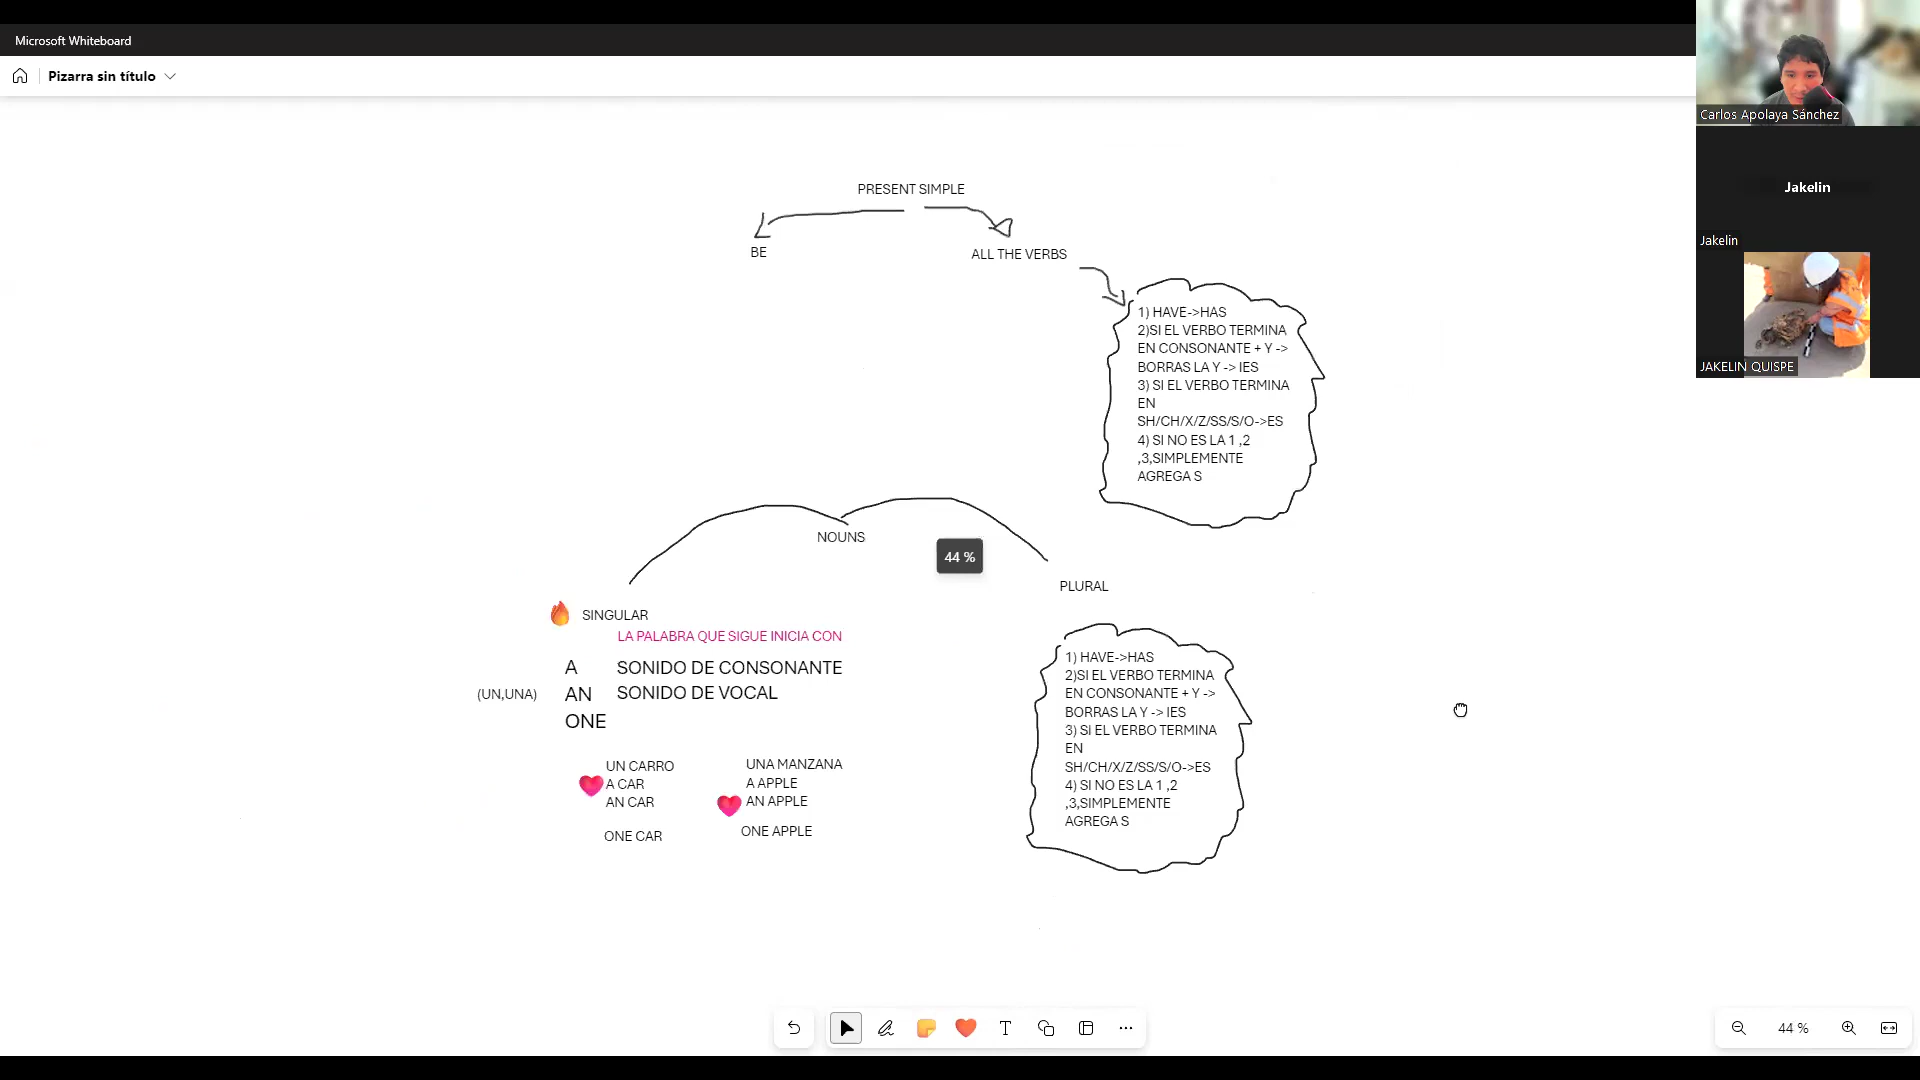 Microsoft Whiteboard
Pizarra sin título
Carlos Apolaya Sánchez
Jakelin
Jakelin
JAKELIN QUISPE
PRESENT SIMPLE
BE
ALL THE VERBS
1) HAVE->HAS
2)SI EL VERBO TERMINA
EN CONSONANTE + Y ->
BORRAS LA Y -> IES
3) SI EL VERBO TERMINA
EN
SH/CH/X/Z/SS/S/O->ES
4) SI NO ES LA 1 ,2
,3,SIMPLEMENTE
AGREGA S
NOUNS
44 %
SINGULAR
LA PALABRA QUE SIGUE INICIA CON
A SONIDO DE CONSONANTE
(UN,UNA) AN SONIDO DE VOCAL
ONE
UN CARRO
A CAR
AN CAR
ONE CAR
UNA MANZANA
A APPLE
AN APPLE
ONE APPLE
PLURAL
1) HAVE->HAS
2)SI EL VERBO TERMINA
EN CONSONANTE + Y ->
BORRAS LA Y -> IES
3) SI EL VERBO TERMINA
EN
SH/CH/X/Z/SS/S/O->ES
4) SI NO ES LA 1 ,2
,3,SIMPLEMENTE
AGREGA S
44 %